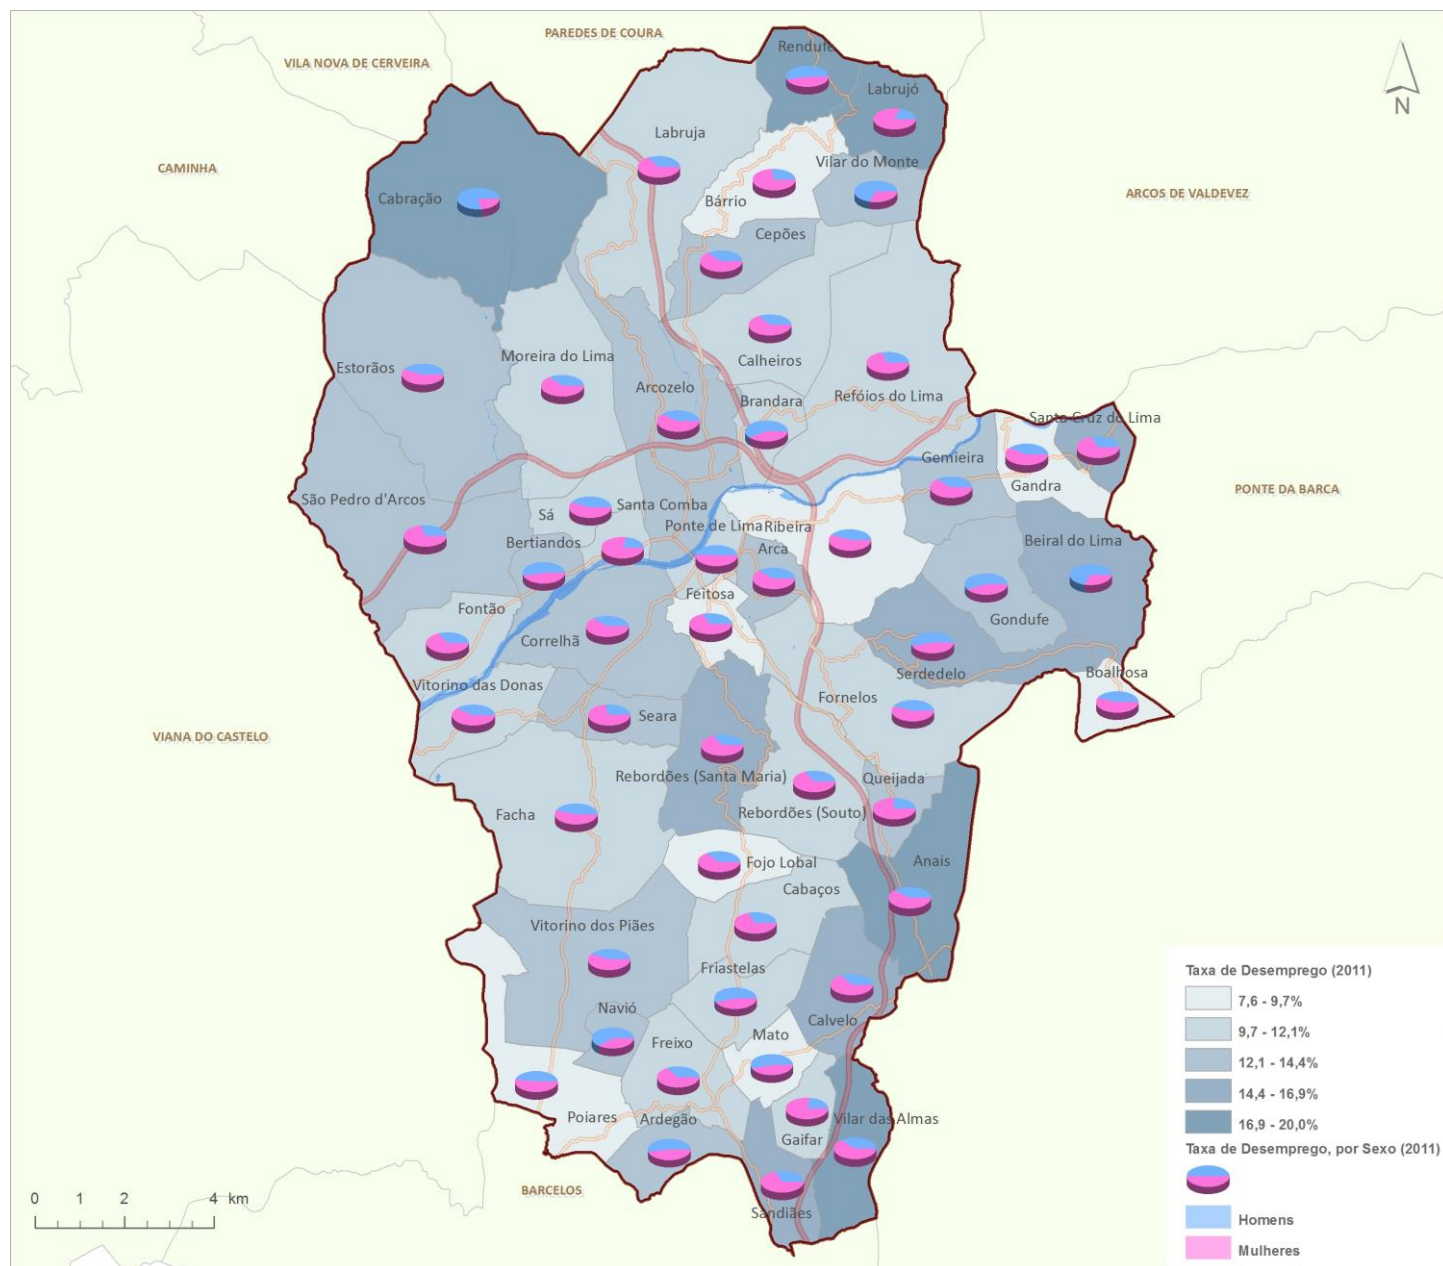 PAREDES DE COURA
Rendufe
VILA NOVA DE CERVEIRA
Labrujó
N
Labruja
Vilar do Monte
CAMINHA
ARCOS DE VALDEVEZ
Cabração
Bárrio
Cepões
Moreira do Lima
Calheiros
Estorãos
Arcozelo
Brandara
Refóios do Lima
Santa Cruz do Lima
Gemieira
Gandra
PONTE DA BARCA
São Pedro d'Arcos
Sá
Santa Comba
Ponte de Lima
Ribeira
Beiral do Lima
Bertiandos
Arca
Feitosa
Fontão
Gondufe
Correlhã
Serdedelo
Boalhosa
Vitorino das Donas
Fornelos
Seara
VIANA DO CASTELO
Rebordões (Santa Maria)
Queijada
Facha
Rebordões (Souto)
Fojo Lobal
Anais
Cabaços
Vitorino dos Piães
Friastelas
Navió
Calvelo
Mato
Freixo
Poiares
Ardegão
Vilar das Almas
Gaifar
BARCELOS
Sandiães
0 1 2 4 km
Taxa de Desemprego (2011)
7,6 - 9,7%
9,7 - 12,1%
12,1 - 14,4%
14,4 - 16,9%
16,9 - 20,0%
Taxa de Desemprego, por Sexo (2011)
Homens
Mulheres